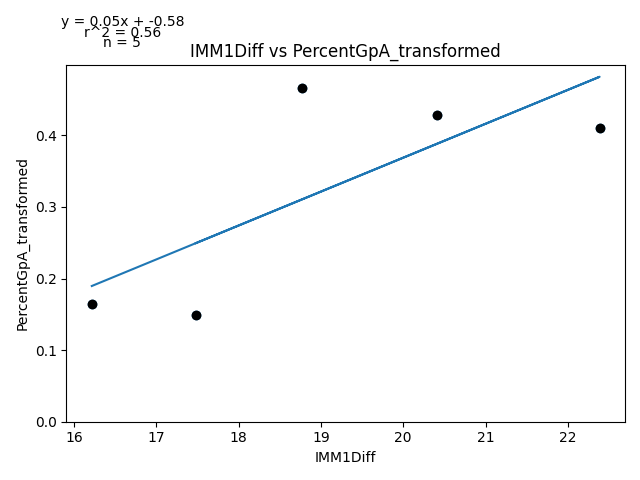 y = 0.05x + -0.58
r^2 = 0.56
n = 5
IMM1Diff vs PercentGpA_transformed
PercentGpA_transformed
0.4
0.3
0.2
0.1
0.0
16 17 18 19 20 21 22
IMM1Diff